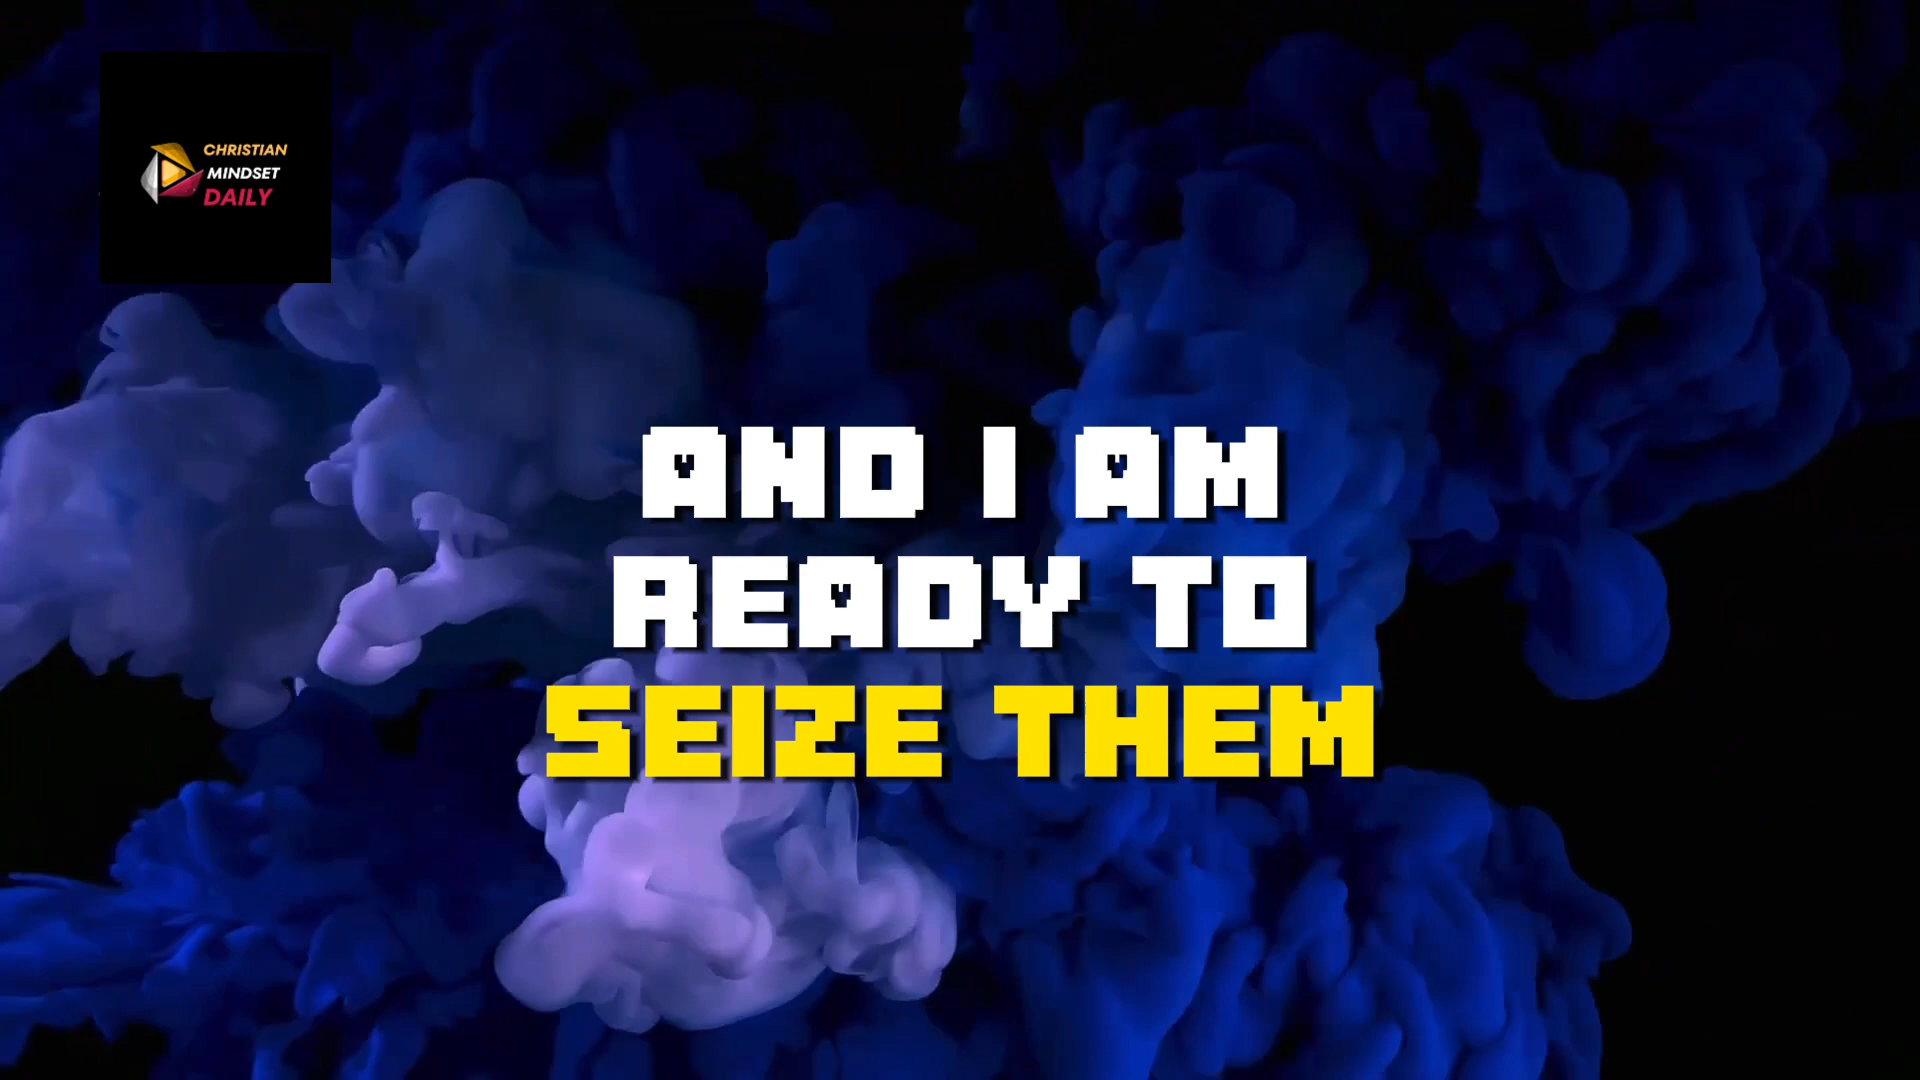 CHRISTIAN
MINDSET
DAILY
AND I AM
READY TO
SEIZE THEM